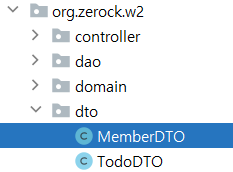 org.zerock.w2
controller
dao
domain
dto
MemberDTO
TodoDTO